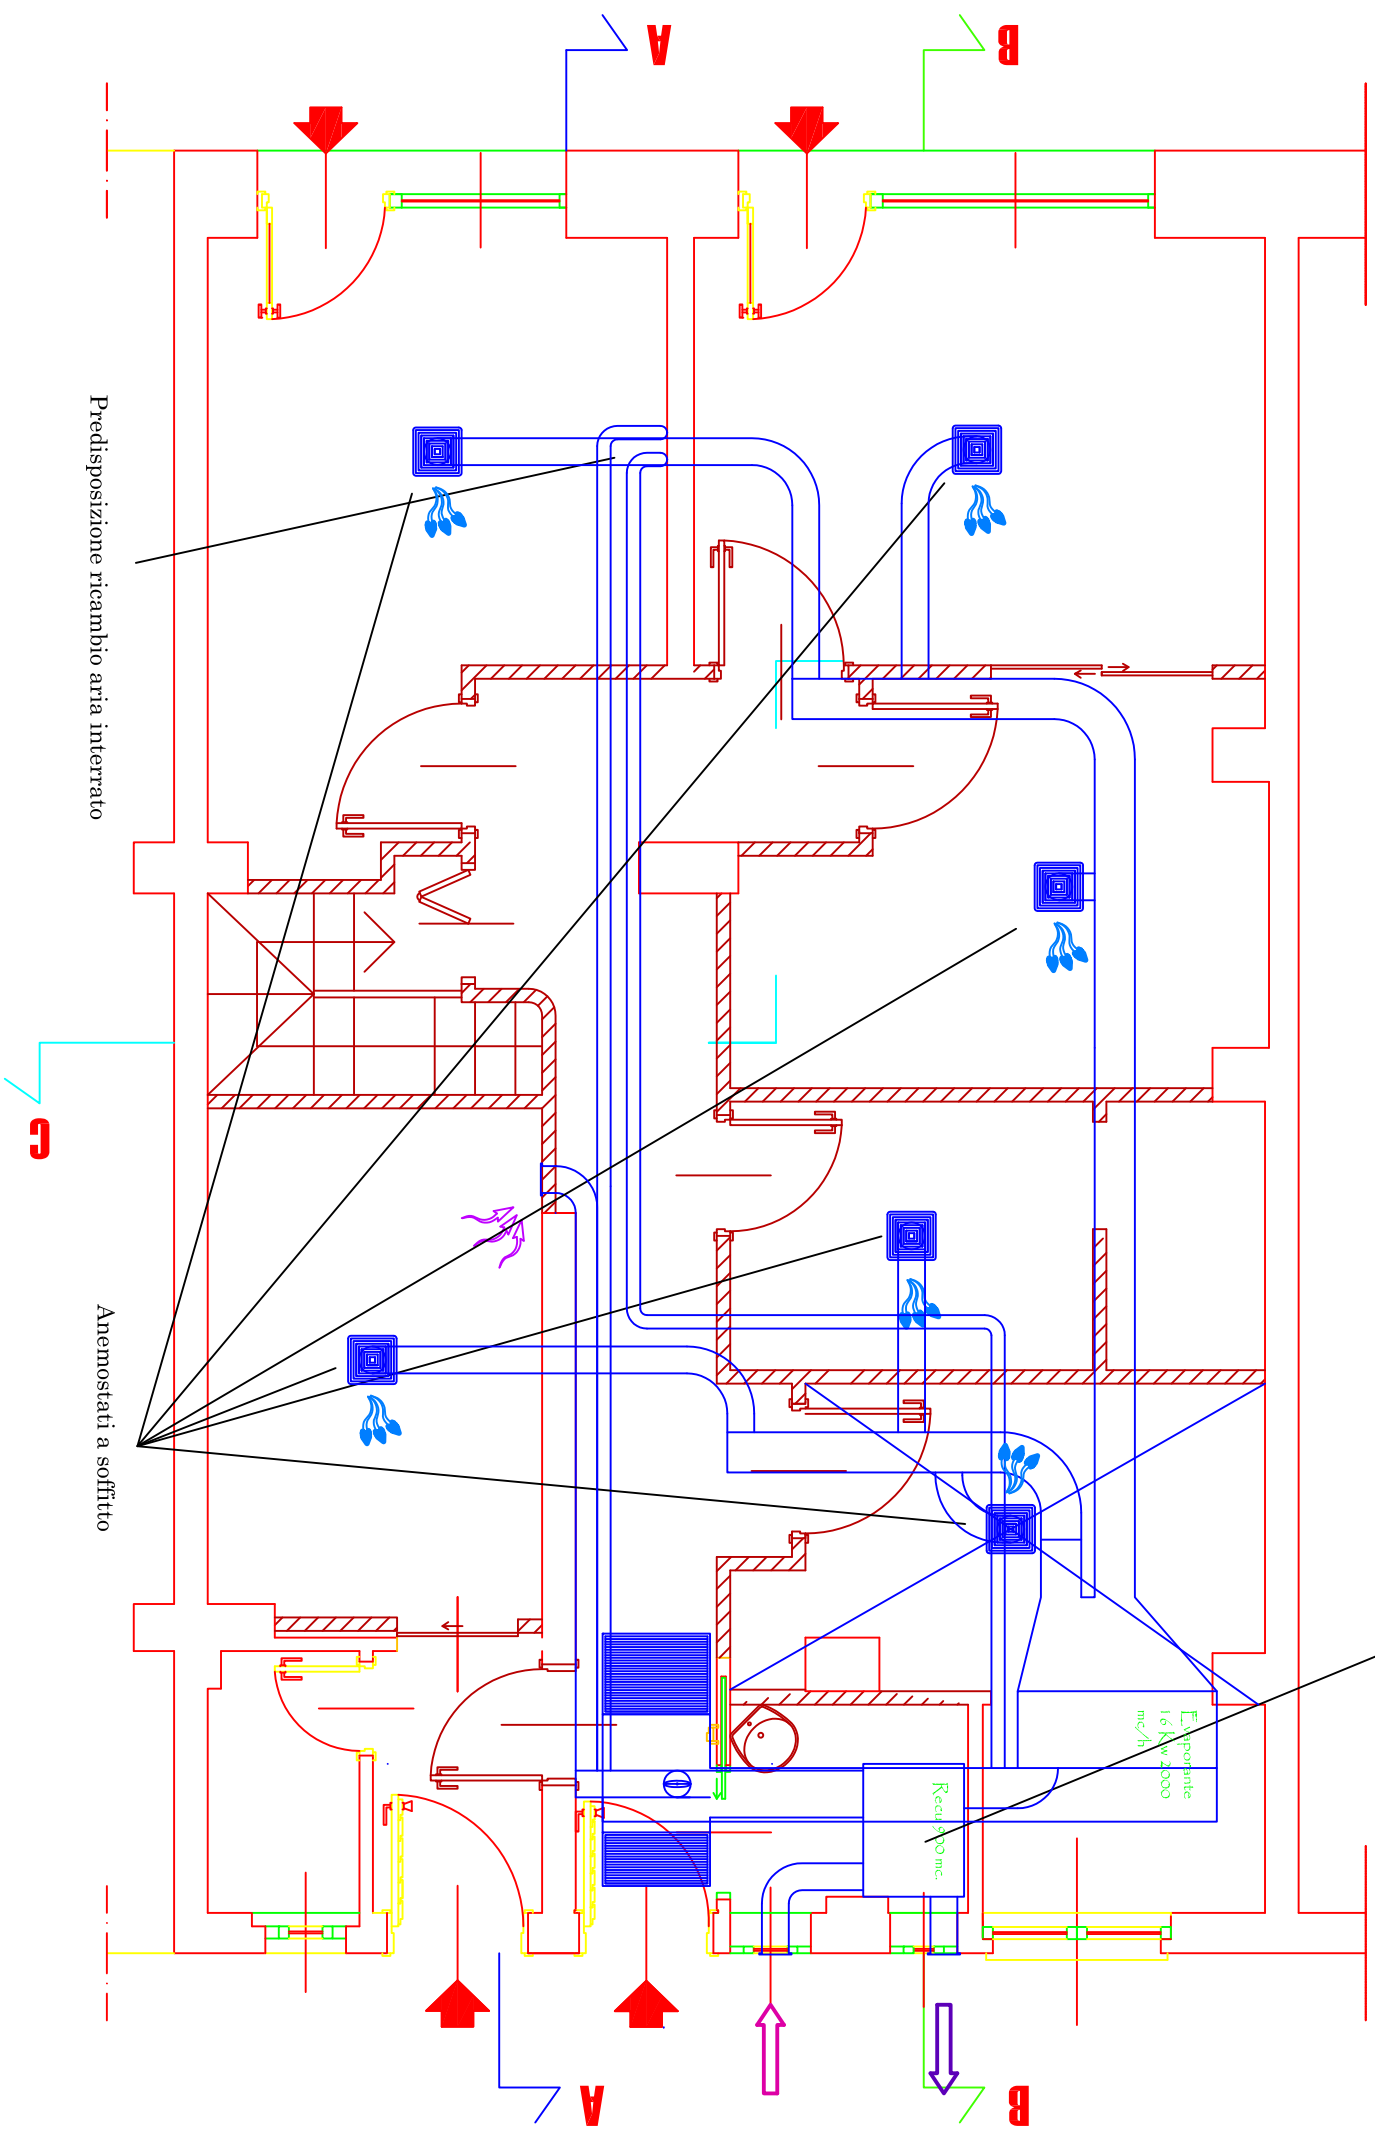 A
B
Predisposizione ricambio aria interrato
C
Anemostati a soffitto
Evaporante
16 Kw 2000
mc/h
Recu 900 mc.
A
B